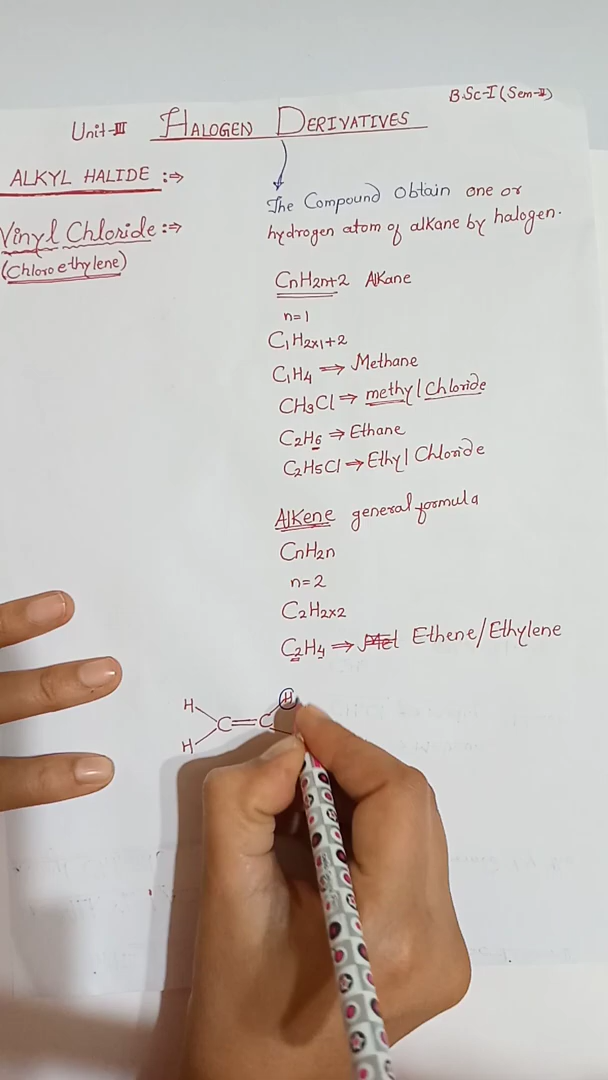 BSc-I (Sem-II)
Unit-III HALOGEN DERIVATIVES
ALKYL HALIDE :⇒
Vinyl Chloride :⇒
(Chloro ethylene)
The Compound Obtain one or
hydrogen atom of alkane by halogen.
CnH2n+2 Alkane
n=1
C1H2x1+2
C1H4 ⇒ Methane
CH3Cl ⇒ methyl Chloride
C2H6 ⇒ Ethane
C2H5Cl ⇒ Ethyl Chloride
Alkene general formula
CnH2n
n=2
C2H2x2
C2H4 ⇒ Met Ethene/Ethylene
H H
C=C
H